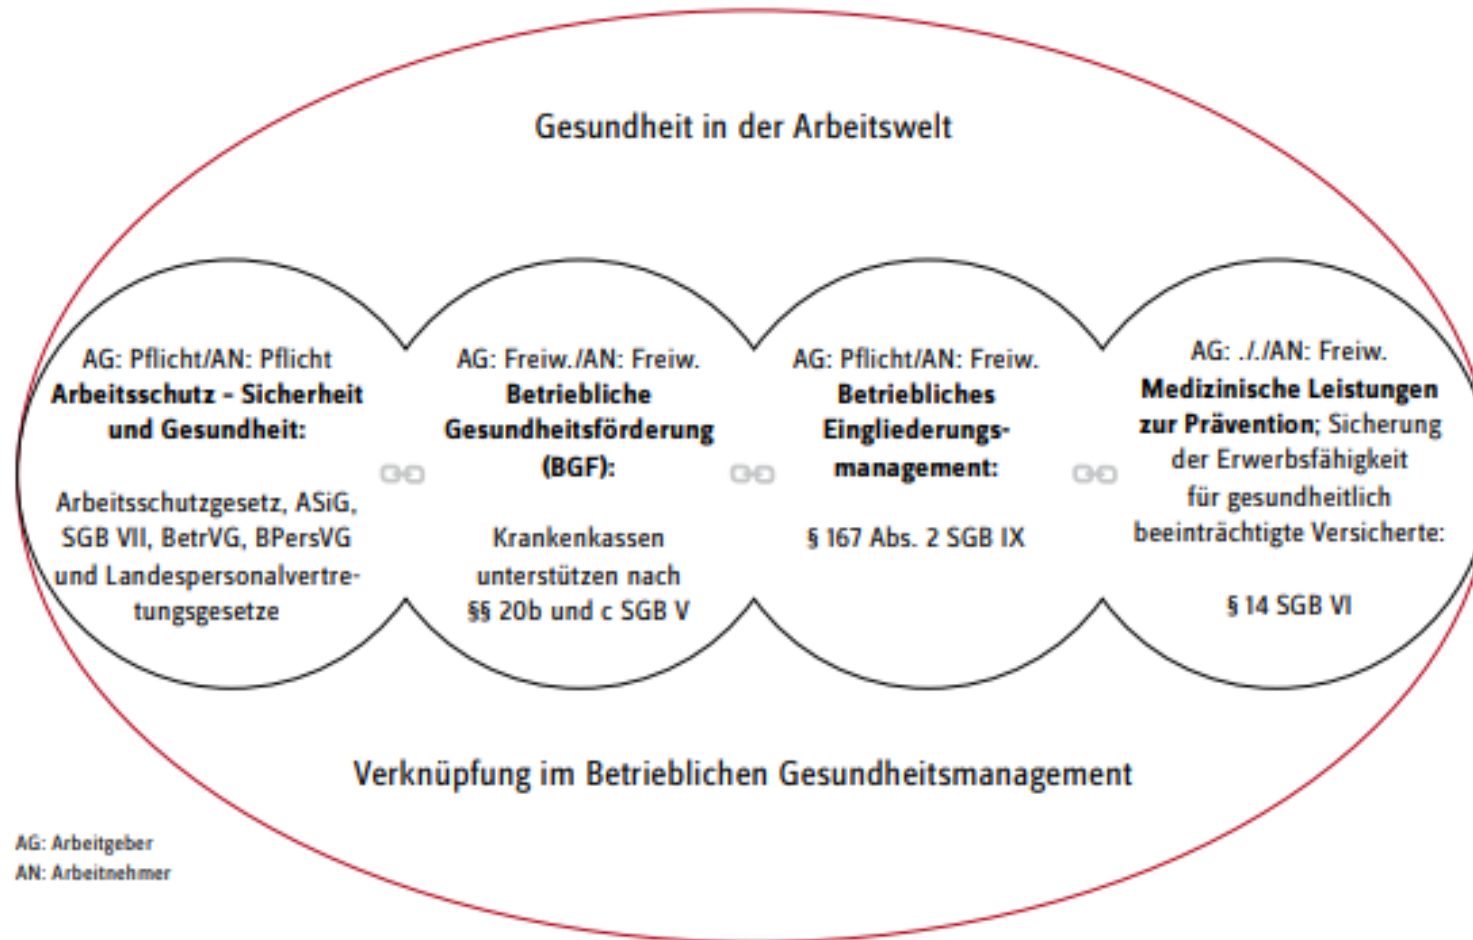 Gesundheit in der Arbeitswelt
AG: Pflicht/AN: Pflicht
Arbeitsschutz – Sicherheit
und Gesundheit:
Arbeitsschutzgesetz, ASiG,
SGB VII, BetrVG, BPersVG
und Landespersonalvertre-
tungsgesetze
AG: Freiw./AN: Freiw.
Betriebliche
Gesundheitsförderung
(BGF):
Krankenkassen
unterstützen nach
§§ 20b und c SGB V
AG: Pflicht/AN: Freiw.
Betriebliches
Eingliederungs-
management:
§ 167 Abs. 2 SGB IX
AG: ././AN: Freiw.
Medizinische Leistungen
zur Prävention; Sicherung
der Erwerbsfähigkeit
für gesundheitlich
beeinträchtigte Versicherte:
§ 14 SGB VI
Verknüpfung im Betrieblichen Gesundheitsmanagement
AG: Arbeitgeber
AN: Arbeitnehmer